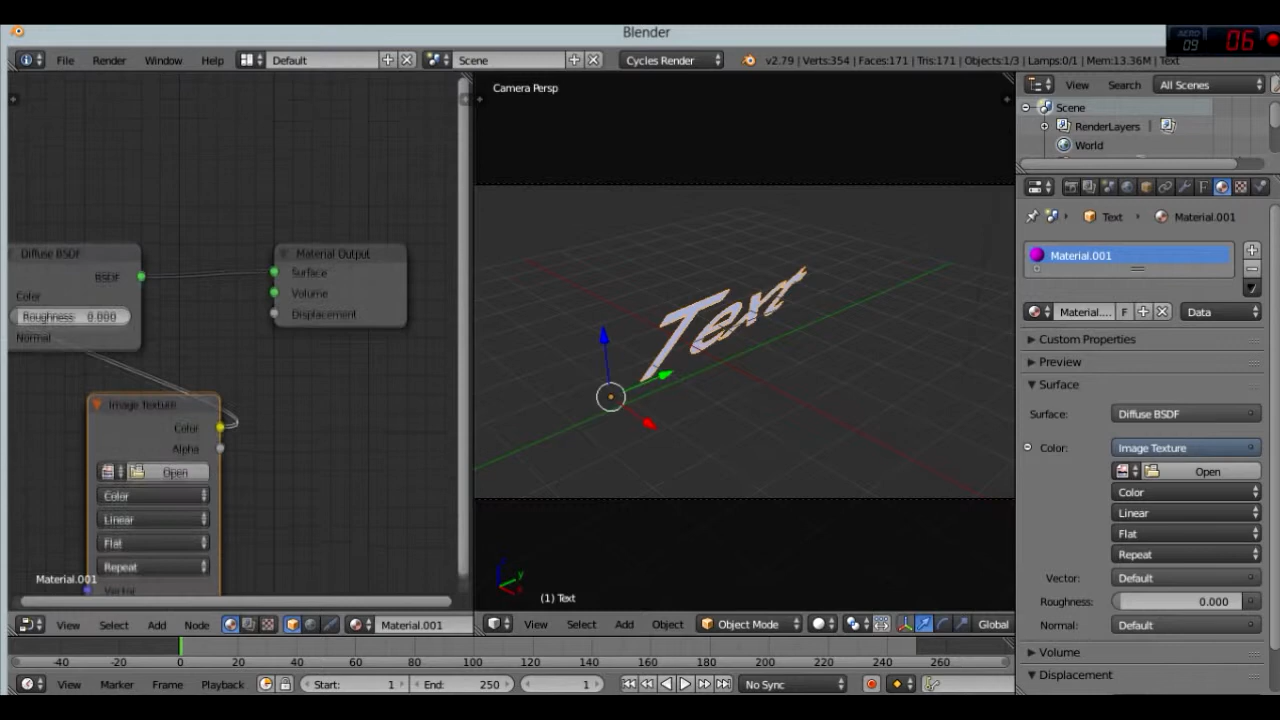 Blender
AERO
09
06
File Render Window Help Default Scene Cycles Render v2.79 | Verts:354 | Faces:171 | Tris:171 | Objects:1/3 | Lamps:0/1 | Mem:13.36M | Text
Camera Persp
View Search All Scenes
Scene
RenderLayers
World
Text Material.001
Material.001
Material.... F Data
Custom Properties
Preview
Surface
Surface: Diffuse BSDF
Color: Image Texture
Open
Color
Linear
Flat
Repeat
Vector: Default
Roughness: 0.000
Normal: Default
Volume
Displacement
Diffuse BSDF
BSDF
Color
Roughness 0.000
Normal
Material Output
Surface
Volume
Displacement
Image Texture
Color
Alpha
Open
Color
Linear
Flat
Repeat
Vector
Material.001
Text
z
y
x
(1) Text
View Select Add Node Material.001
View Select Add Object Object Mode Global
-40 -20 0 20 40 60 80 100 120 140 160 180 200 220 240 260
View Marker Frame Playback Start: 1 End: 250 1 No Sync